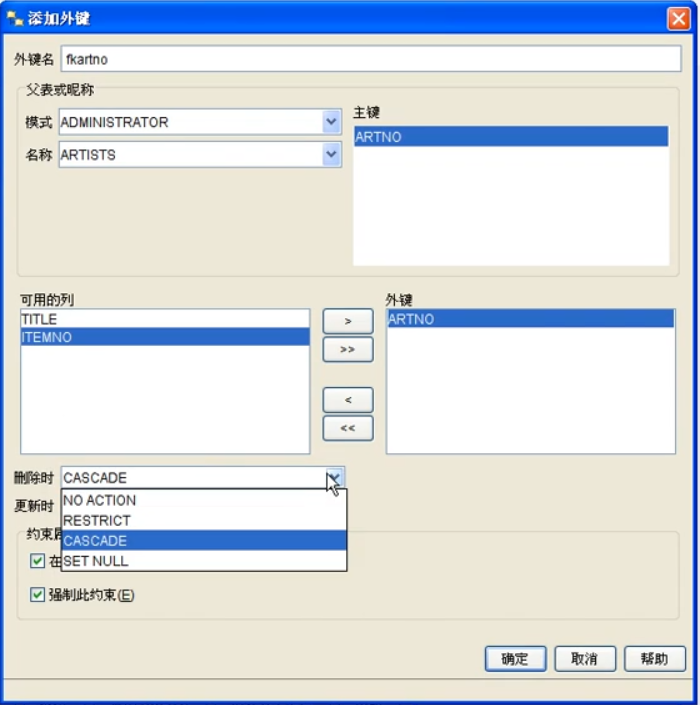 添加外键
外键名 fkartno
父表或昵称
模式 ADMINISTRATOR
名称 ARTISTS
主键
ARTNO
可用的列
TITLE
ITEMNO
>
>>
<
<<
外键
ARTNO
删除时 CASCADE
更新时
NO ACTION
RESTRICT
CASCADE
SET NULL
约束
在
强制此约束(E)
确定 取消 帮助